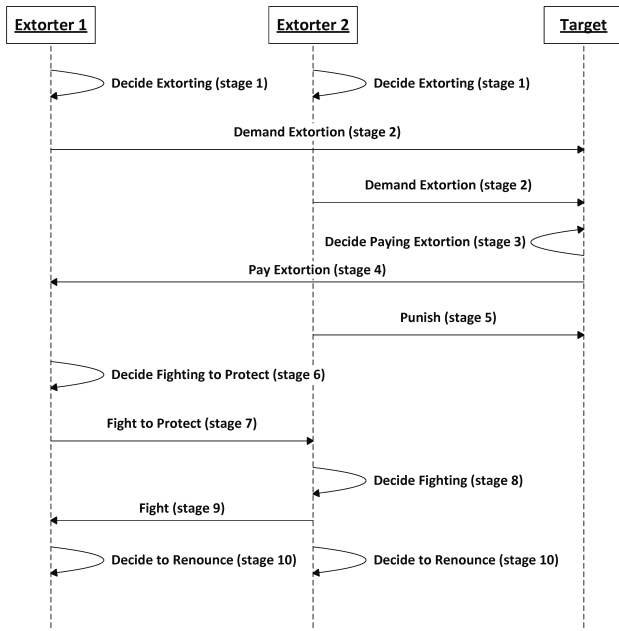 Extorter 1
Extorter 2
Target
Decide Extorting (stage 1)
Decide Extorting (stage 1)
Demand Extortion (stage 2)
Demand Extortion (stage 2)
Decide Paying Extortion (stage 3)
Pay Extortion (stage 4)
Punish (stage 5)
Decide Fighting to Protect (stage 6)
Fight to Protect (stage 7)
Decide Fighting (stage 8)
Fight (stage 9)
Decide to Renounce (stage 10)
Decide to Renounce (stage 10)